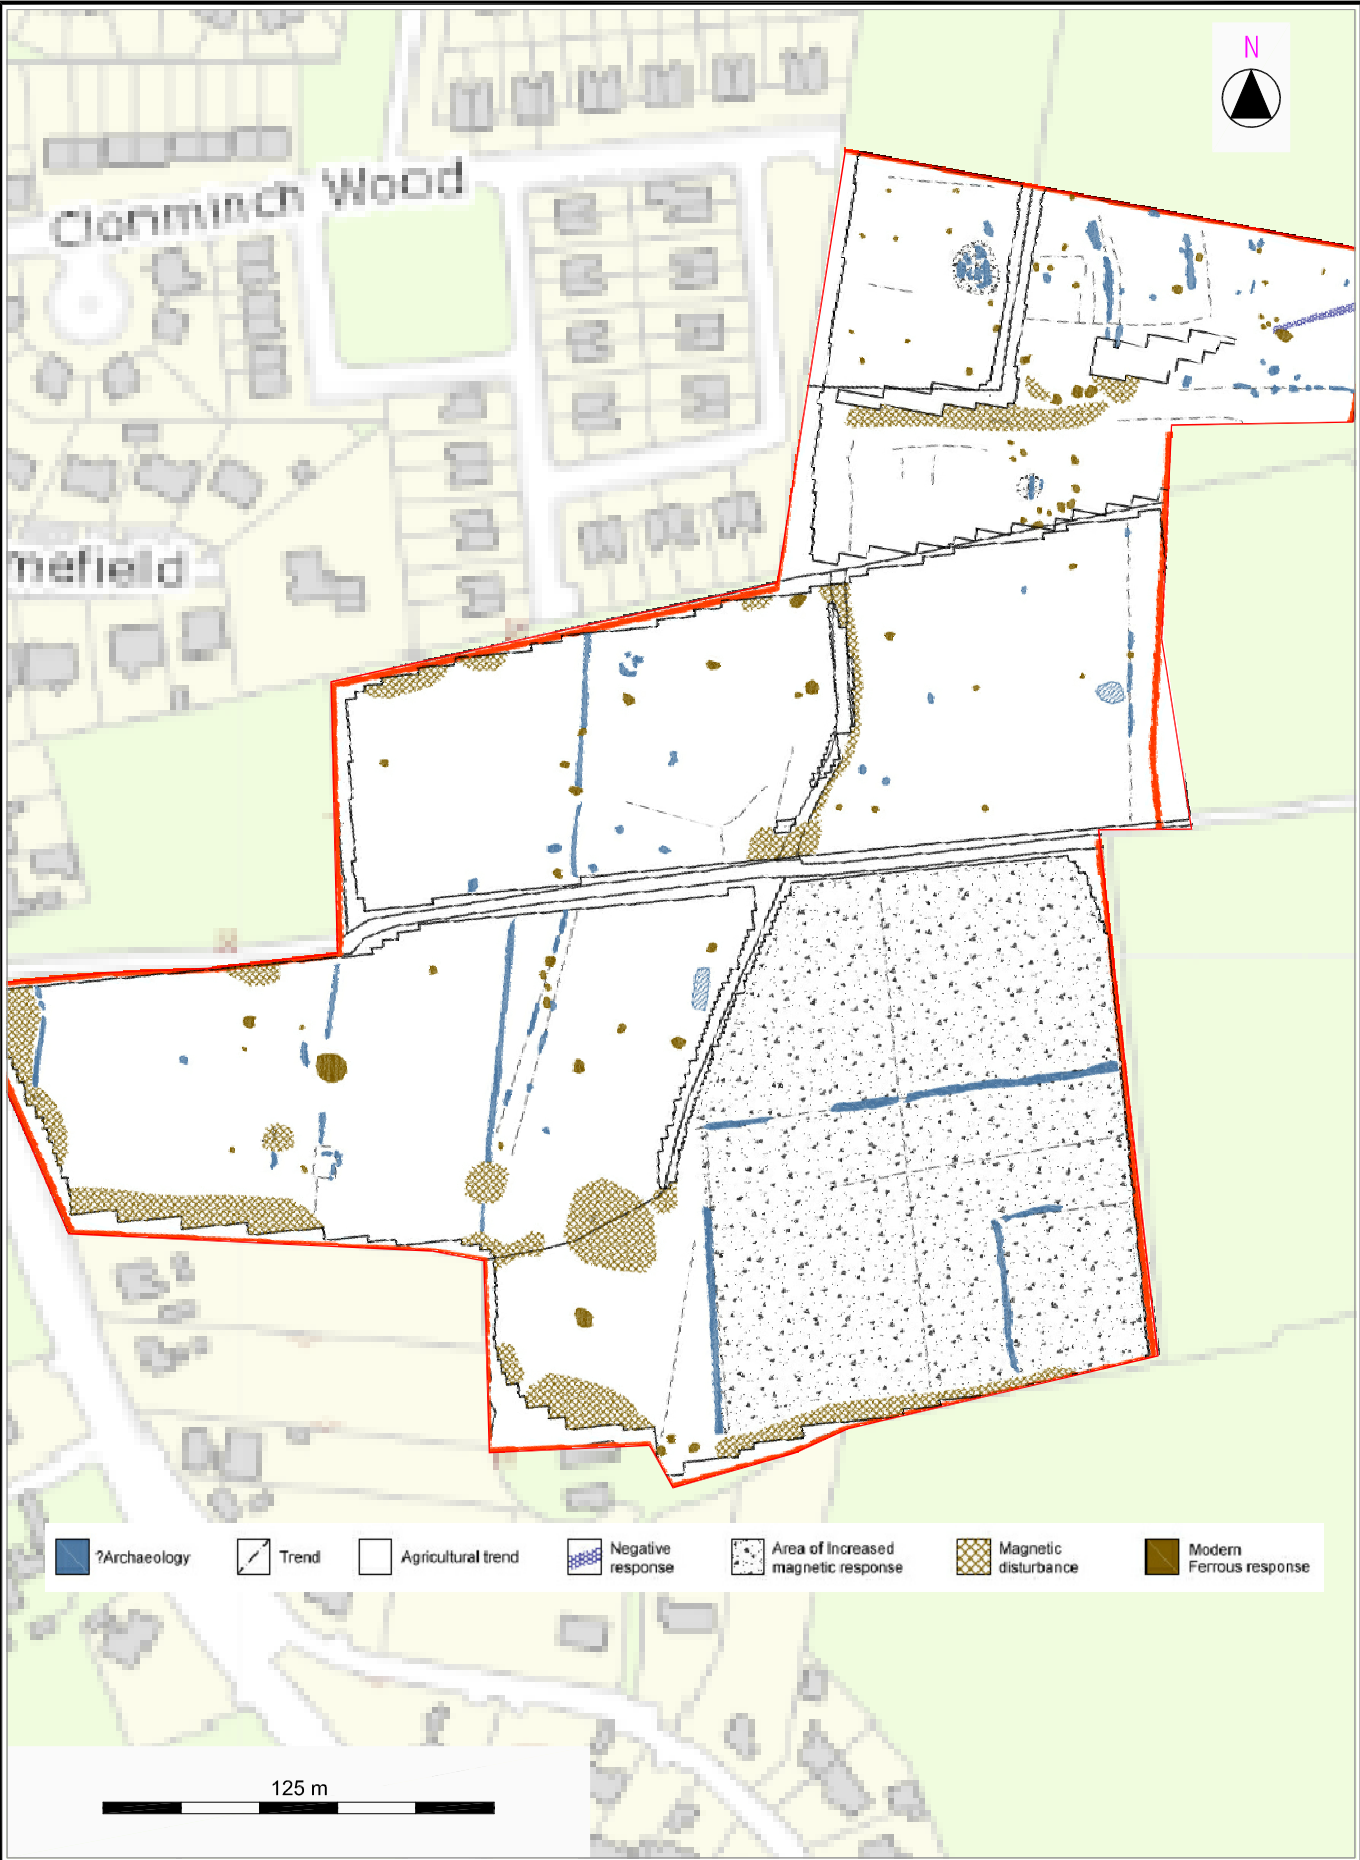 N
Clonminch Wood
mefield
?Archaeology
Trend
Agricultural trend
Negative
response
Area of Increased
magnetic response
Magnetic
disturbance
Modern
Ferrous response
125 m